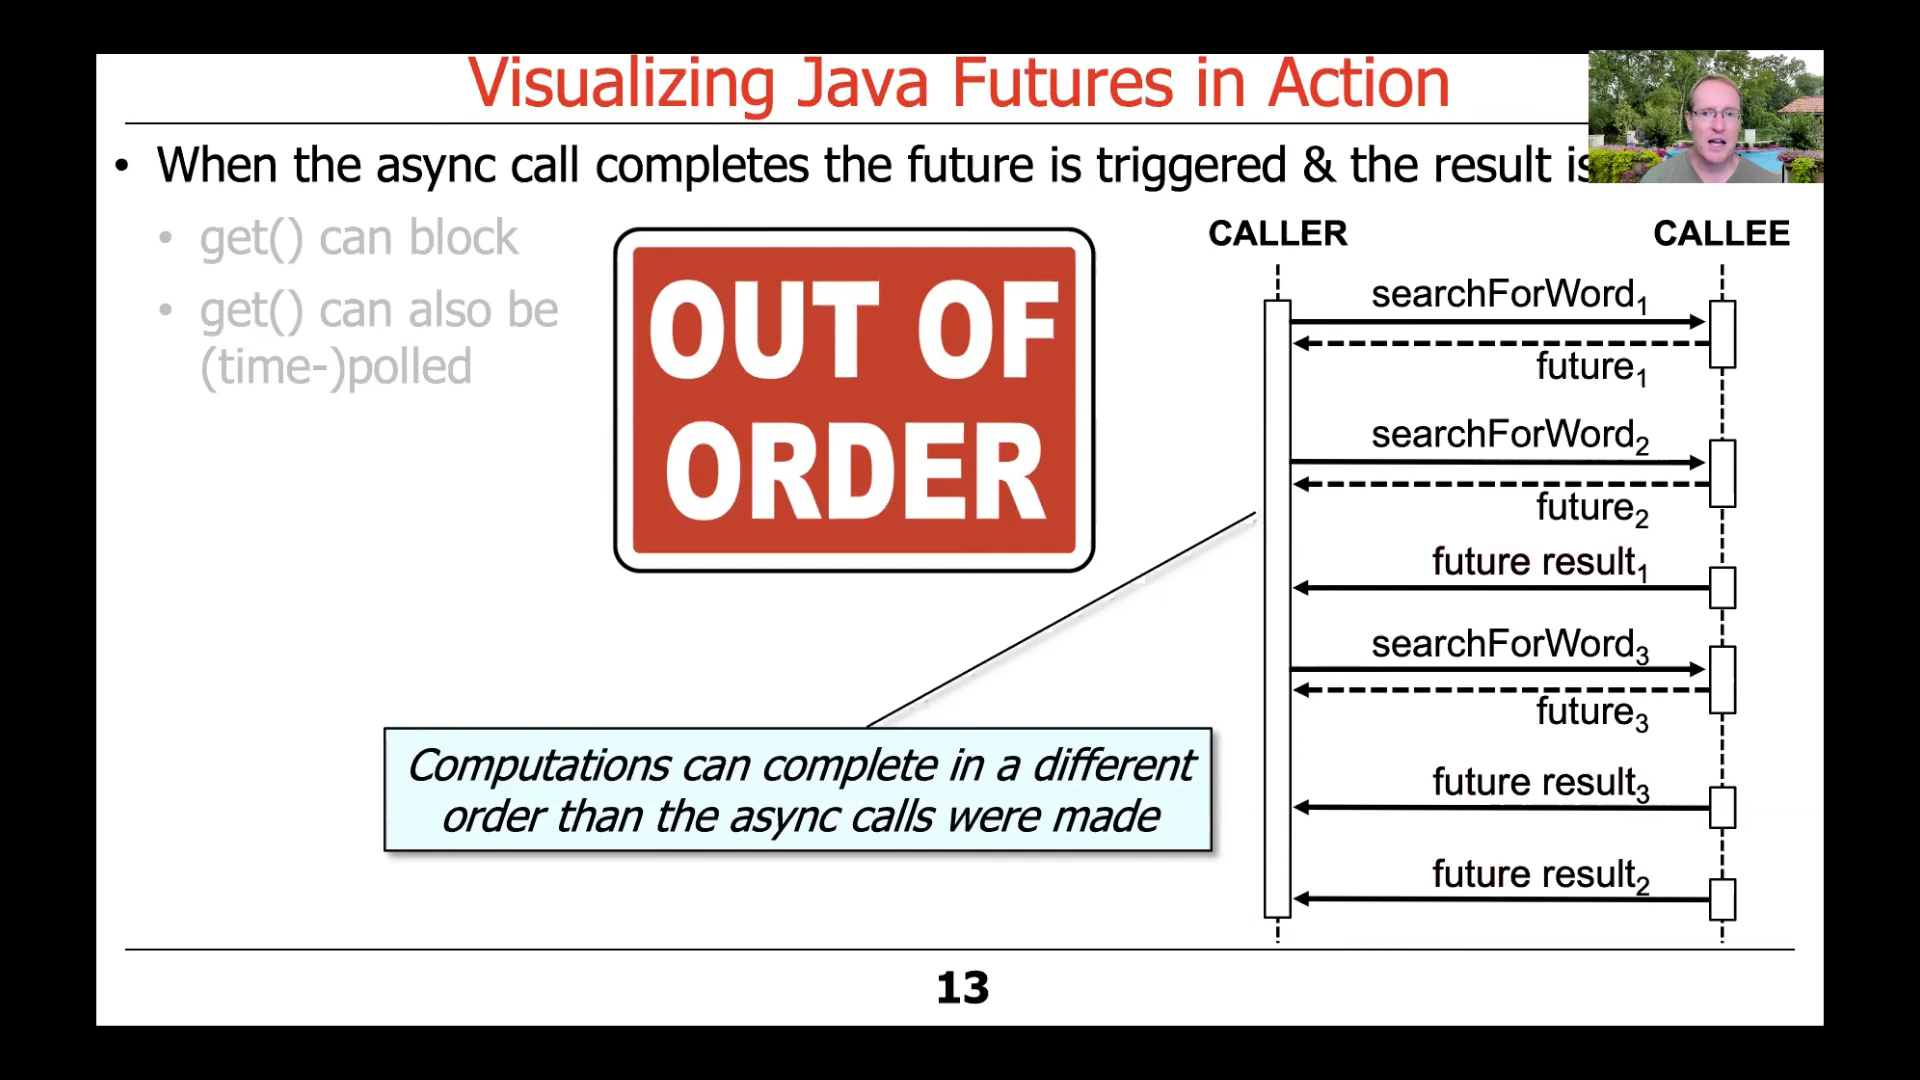 Visualizing Java Futures in Action
• When the async call completes the future is triggered & the result is
• get() can block
• get() can also be
(time-)polled
OUT OF
ORDER
CALLER CALLEE
searchForWord₁
future₁
searchForWord₂
future₂
future result₁
searchForWord₃
future₃
future result₃
future result₂
Computations can complete in a different
order than the async calls were made
13